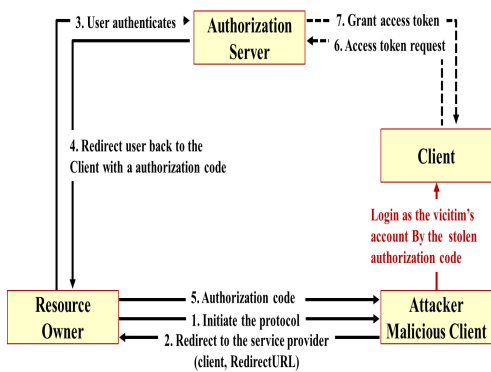 3. User authenticates
Authorization
Server
7. Grant access token
6. Access token request
4. Redirect user back to the
Client with a authorization code
Client
Login as the vicitim's
account By the stolen
authorization code
Resource
Owner
5. Authorization code
1. Initiate the protocol
2. Redirect to the service provider
(client, RedirectURL)
Attacker
Malicious Client